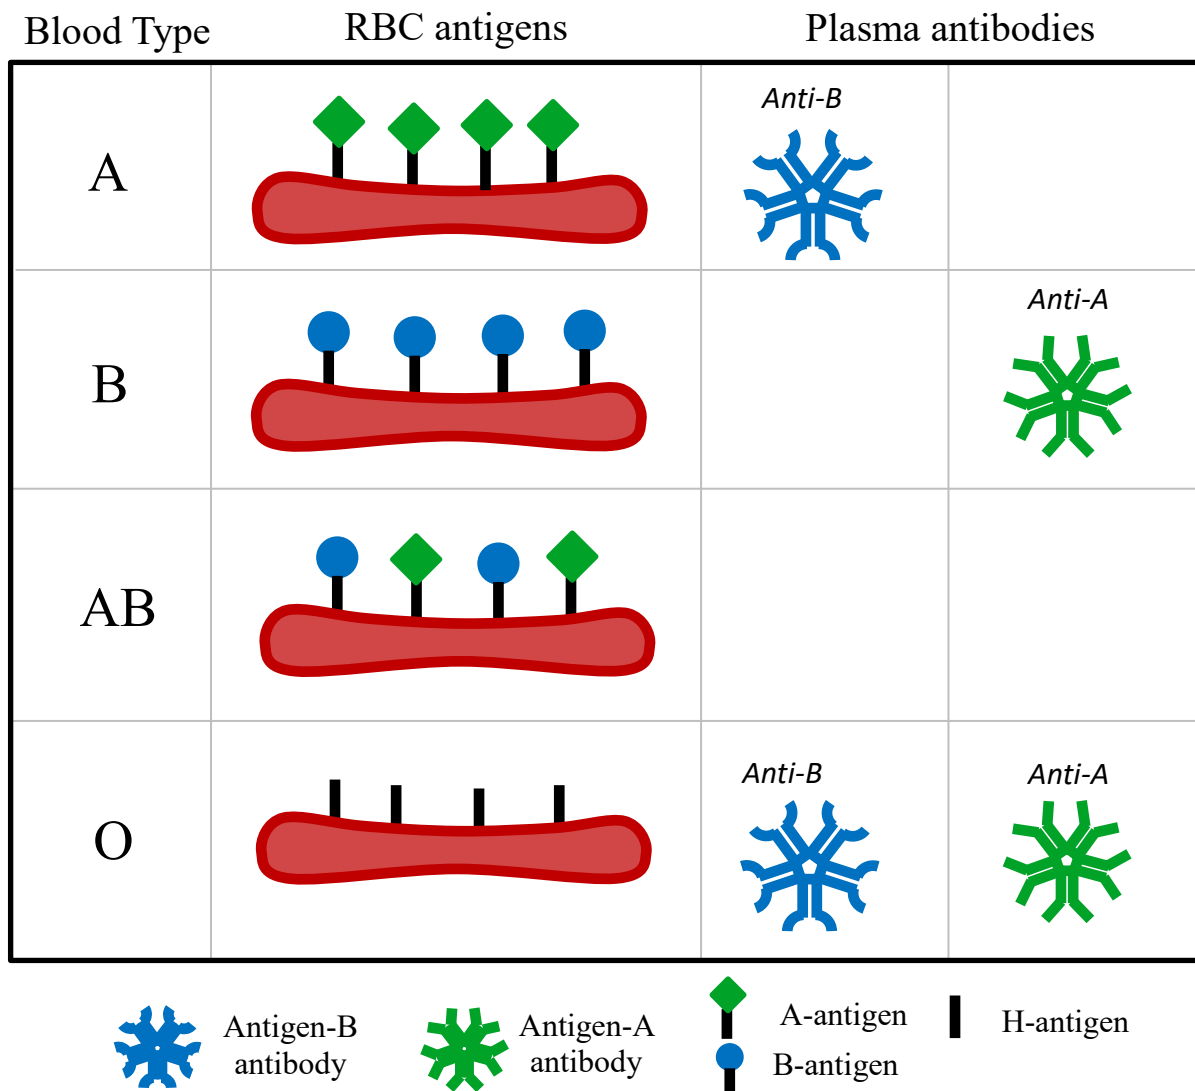 Blood Type RBC antigens Plasma antibodies
A
Anti-B
B
Anti-A
AB
O
Anti-B
Anti-A
Antigen-B
antibody
Antigen-A
antibody
A-antigen
B-antigen
H-antigen